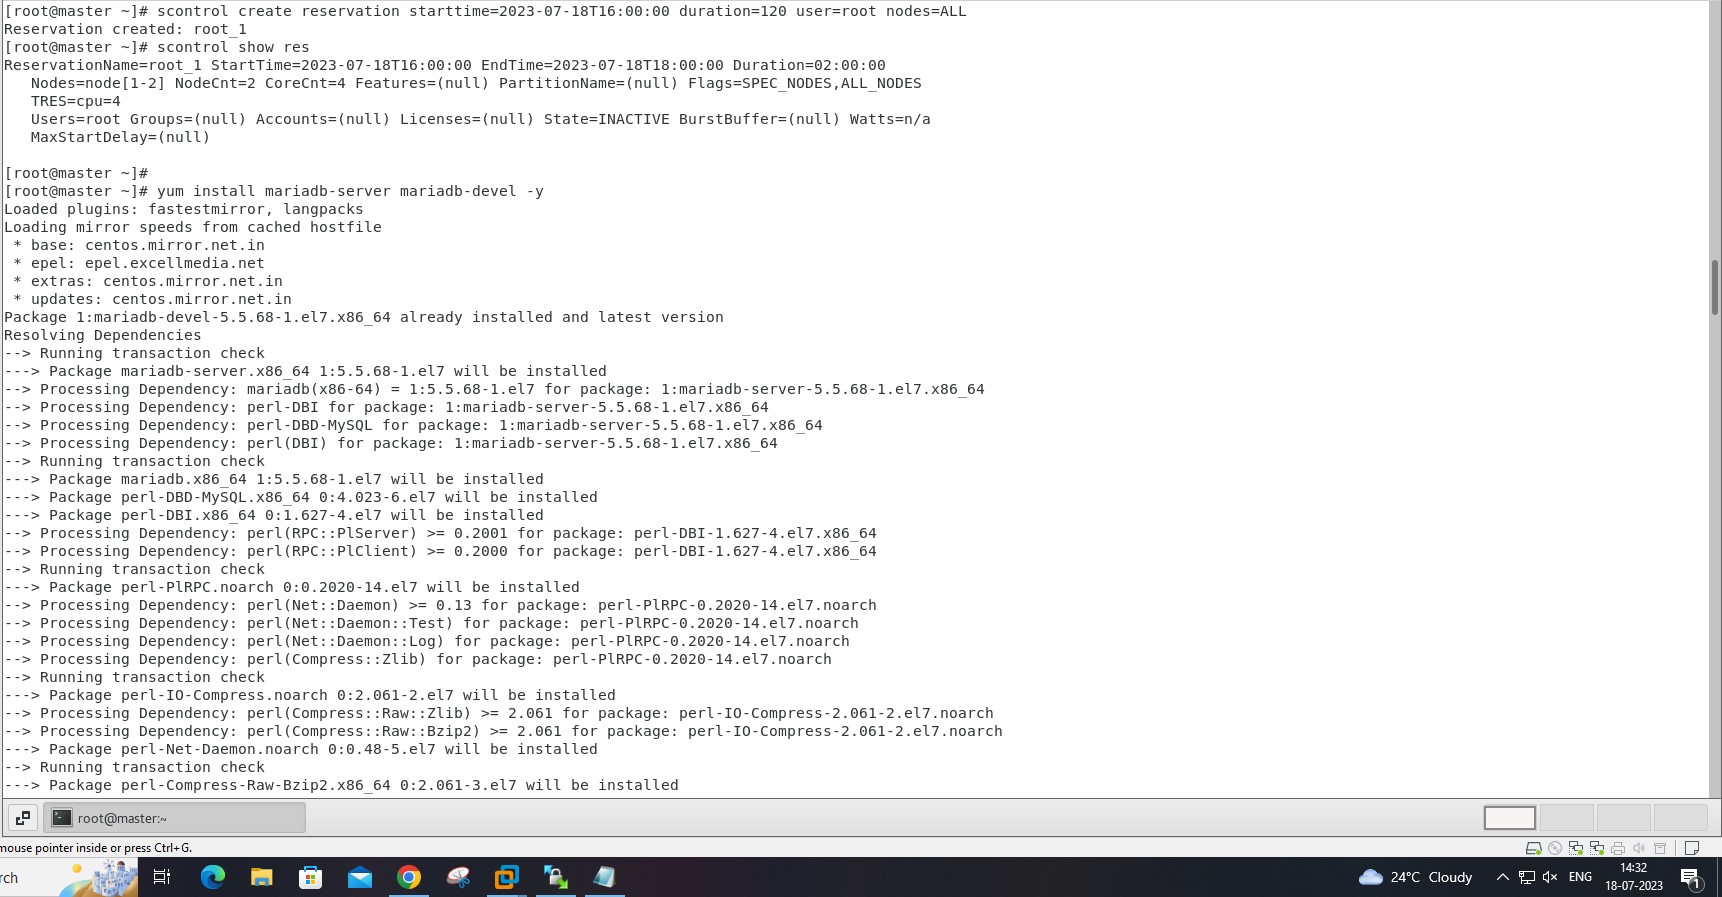 [root@master ~]# scontrol create reservation starttime=2023-07-18T16:00:00 duration=120 user=root nodes=ALL
Reservation created: root_1
[root@master ~]# scontrol show res
ReservationName=root_1 StartTime=2023-07-18T16:00:00 EndTime=2023-07-18T18:00:00 Duration=02:00:00
   Nodes=node[1-2] NodeCnt=2 CoreCnt=4 Features=(null) PartitionName=(null) Flags=SPEC_NODES,ALL_NODES
   TRES=cpu=4
   Users=root Groups=(null) Accounts=(null) Licenses=(null) State=INACTIVE BurstBuffer=(null) Watts=n/a
   MaxStartDelay=(null)
[root@master ~]#
[root@master ~]# yum install mariadb-server mariadb-devel -y
Loaded plugins: fastestmirror, langpacks
Loading mirror speeds from cached hostfile
 * base: centos.mirror.net.in
 * epel: epel.excellmedia.net
 * extras: centos.mirror.net.in
 * updates: centos.mirror.net.in
Package 1:mariadb-devel-5.5.68-1.el7.x86_64 already installed and latest version
Resolving Dependencies
--> Running transaction check
---> Package mariadb-server.x86_64 1:5.5.68-1.el7 will be installed
--> Processing Dependency: mariadb(x86-64) = 1:5.5.68-1.el7 for package: 1:mariadb-server-5.5.68-1.el7.x86_64
--> Processing Dependency: perl-DBI for package: 1:mariadb-server-5.5.68-1.el7.x86_64
--> Processing Dependency: perl-DBD-MySQL for package: 1:mariadb-server-5.5.68-1.el7.x86_64
--> Processing Dependency: perl(DBI) for package: 1:mariadb-server-5.5.68-1.el7.x86_64
--> Running transaction check
---> Package mariadb.x86_64 1:5.5.68-1.el7 will be installed
---> Package perl-DBD-MySQL.x86_64 0:4.023-6.el7 will be installed
---> Package perl-DBI.x86_64 0:1.627-4.el7 will be installed
--> Processing Dependency: perl(RPC::PlServer) >= 0.2001 for package: perl-DBI-1.627-4.el7.x86_64
--> Processing Dependency: perl(RPC::PlClient) >= 0.2000 for package: perl-DBI-1.627-4.el7.x86_64
--> Running transaction check
---> Package perl-PlRPC.noarch 0:0.2020-14.el7 will be installed
--> Processing Dependency: perl(Net::Daemon) >= 0.13 for package: perl-PlRPC-0.2020-14.el7.noarch
--> Processing Dependency: perl(Net::Daemon::Test) for package: perl-PlRPC-0.2020-14.el7.noarch
--> Processing Dependency: perl(Net::Daemon::Log) for package: perl-PlRPC-0.2020-14.el7.noarch
--> Processing Dependency: perl(Compress::Zlib) for package: perl-PlRPC-0.2020-14.el7.noarch
--> Running transaction check
---> Package perl-IO-Compress.noarch 0:2.061-2.el7 will be installed
--> Processing Dependency: perl(Compress::Raw::Zlib) >= 2.061 for package: perl-IO-Compress-2.061-2.el7.noarch
--> Processing Dependency: perl(Compress::Raw::Bzip2) >= 2.061 for package: perl-IO-Compress-2.061-2.el7.noarch
---> Package perl-Net-Daemon.noarch 0:0.48-5.el7 will be installed
--> Running transaction check
---> Package perl-Compress-Raw-Bzip2.x86_64 0:2.061-3.el7 will be installed
root@master:~
mouse pointer inside or press Ctrl+G.
rch
24°C Cloudy
ENG
14:32
18-07-2023
1